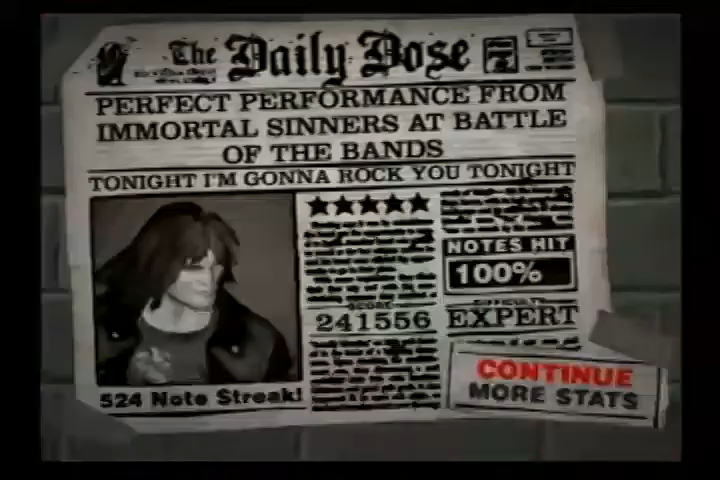 The Daily Dose
PERFECT PERFORMANCE FROM
IMMORTAL SINNERS AT BATTLE
OF THE BANDS
TONIGHT I'M GONNA ROCK YOU TONIGHT
★★★★★
NOTES HIT
100%
SCORE
241556
DIFFICULTY
EXPERT
524 Note Streak!
CONTINUE
MORE STATS